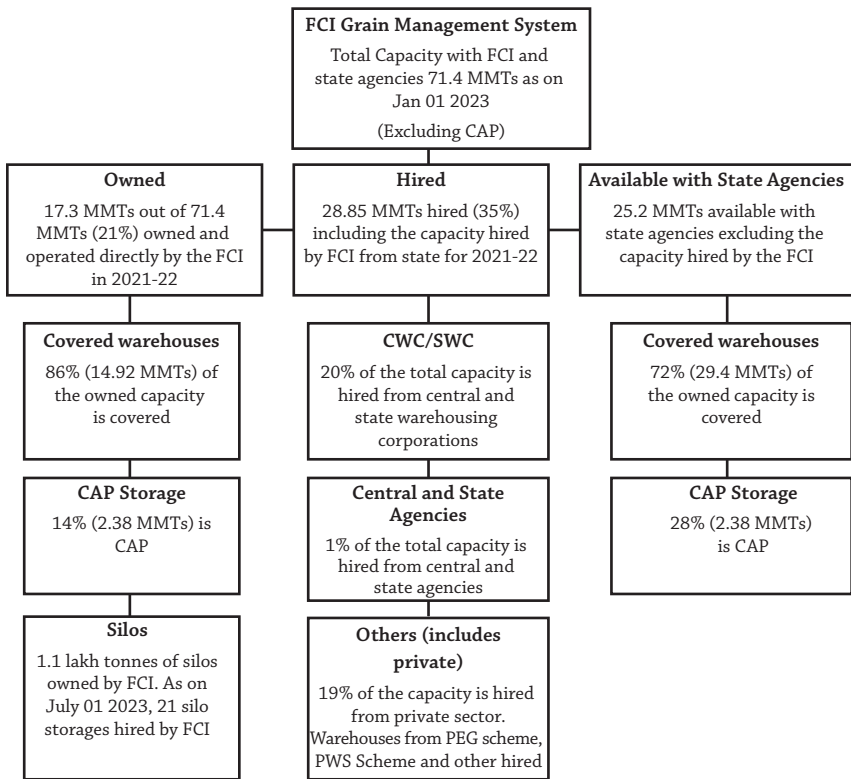 FCI Grain Management System
Total Capacity with FCI and
state agencies 71.4 MMTs as on
Jan 01 2023
(Excluding CAP)
Owned
17.3 MMTs out of 71.4
MMTs (21%) owned and
operated directly by the FCI
in 2021-22
Hired
28.85 MMTs hired (35%)
including the capacity hired
by FCI from state for 2021-22
Available with State Agencies
25.2 MMTs available with
state agencies excluding the
capacity hired by the FCI
Covered warehouses
86% (14.92 MMTs) of
the owned capacity
is covered
CWC/SWC
20% of the total capacity is
hired from central and
state warehousing
corporations
Covered warehouses
72% (29.4 MMTs) of
the owned capacity is
covered
CAP Storage
14% (2.38 MMTs) is
CAP
Central and State
Agencies
1% of the total capacity is
hired from central and
state agencies
CAP Storage
28% (2.38 MMTs)
is CAP
Silos
1.1 lakh tonnes of silos
owned by FCI. As on
July 01 2023, 21 silo
storages hired by FCI
Others (includes
private)
19% of the capacity is hired
from private sector.
Warehouses from PEG scheme,
PWS Scheme and other hired